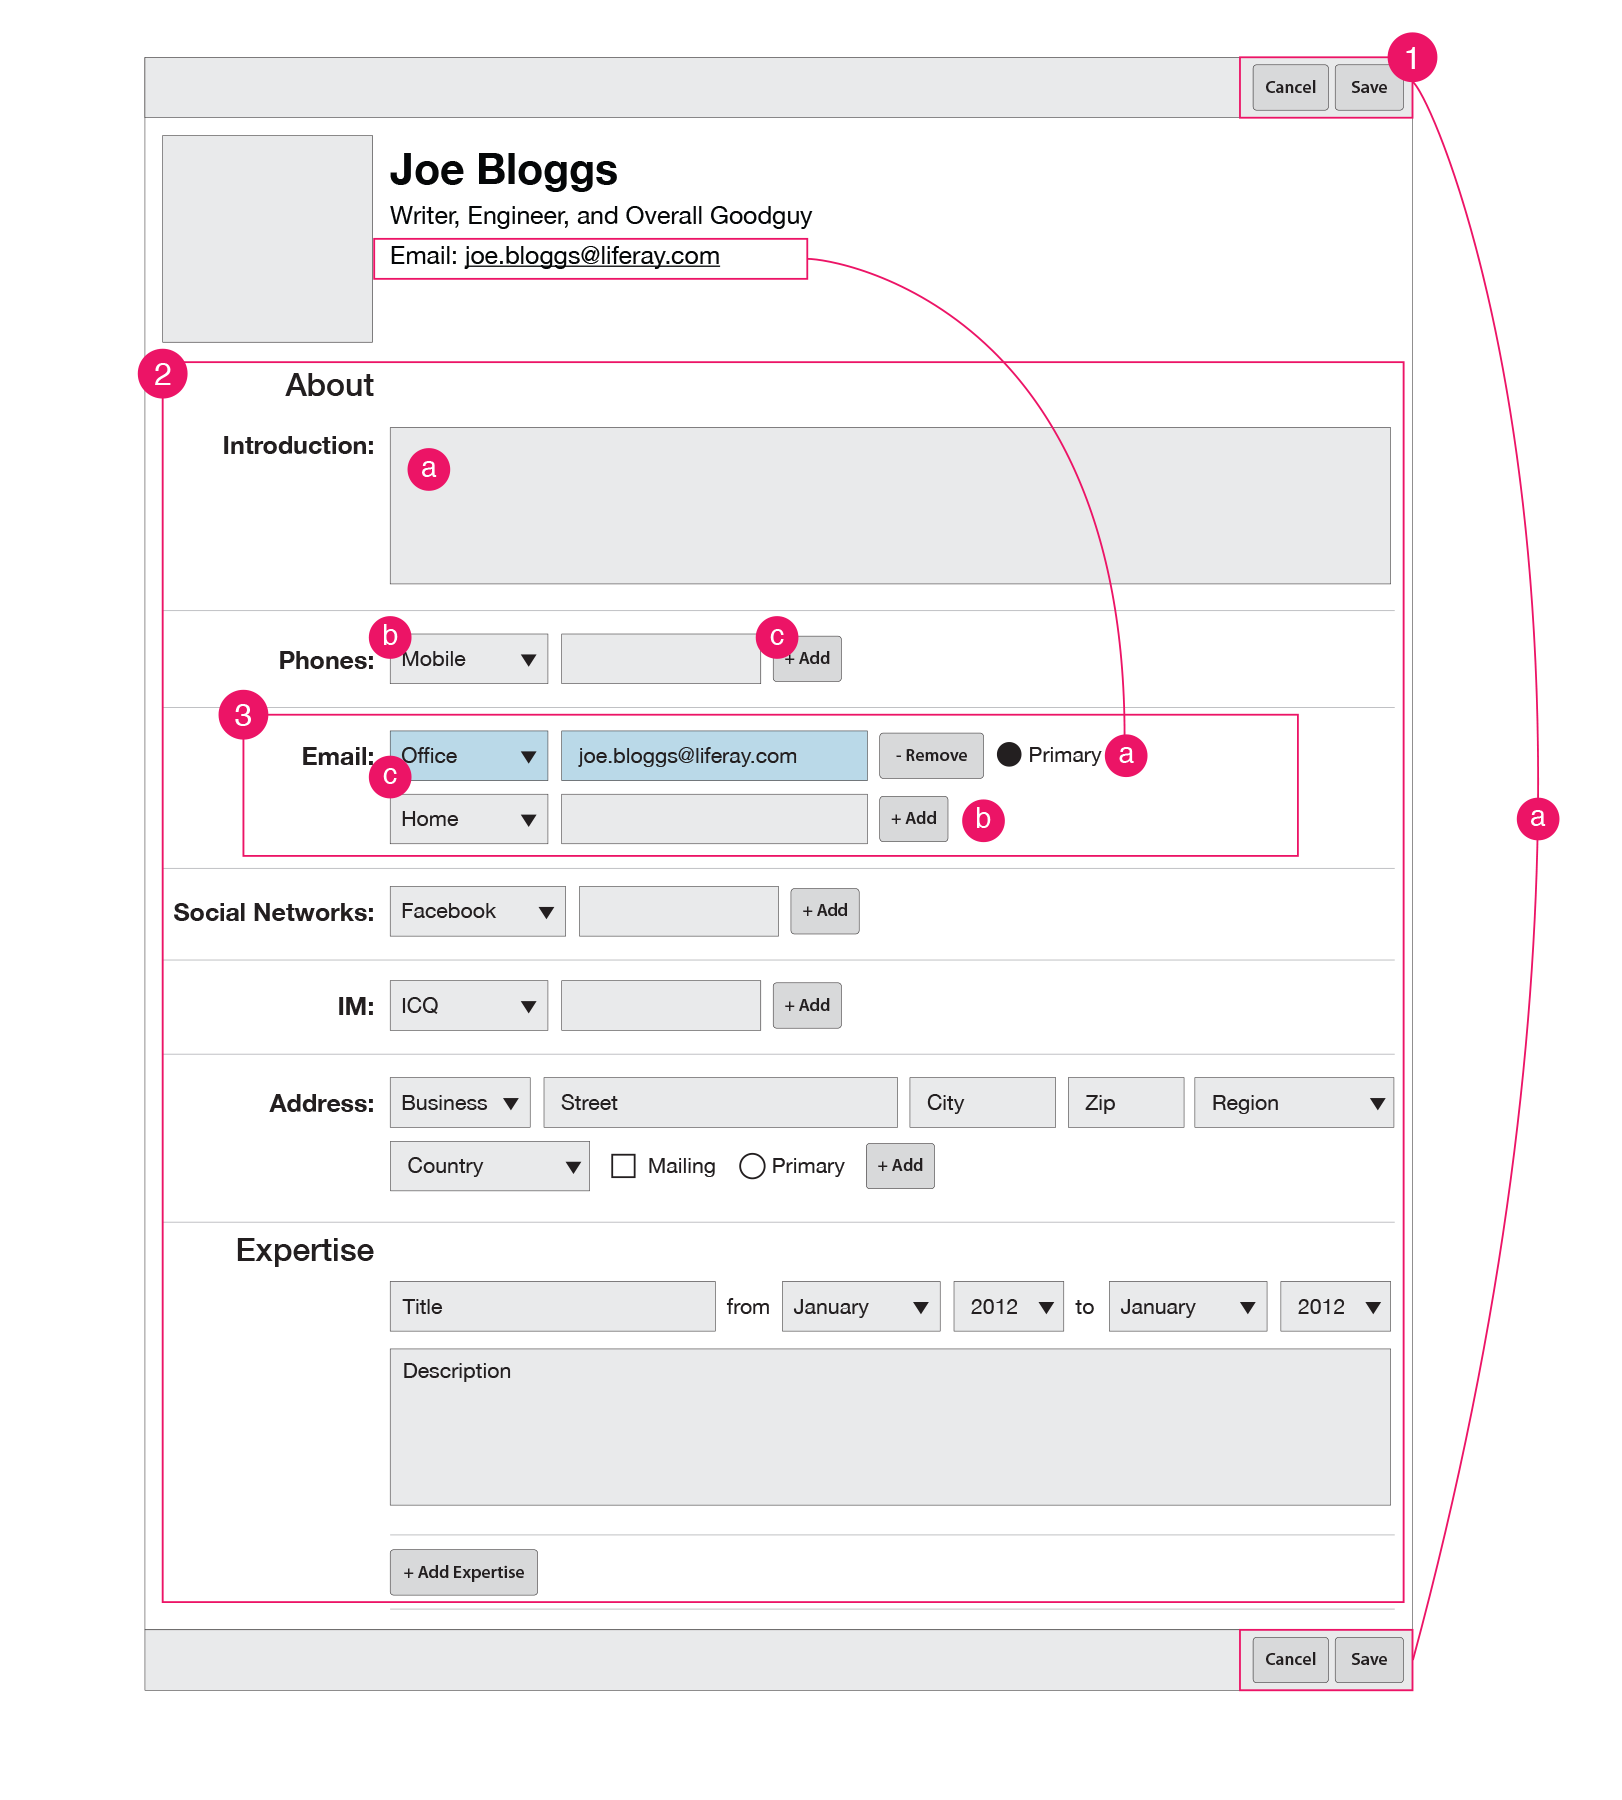 1
Cancel Save
Joe Bloggs
Writer, Engineer, and Overall Goodguy
Email: joe.bloggs@liferay.com
2
About
Introduction:
a
b
c
Phones: Mobile + Add
3
Email: Office joe.bloggs@liferay.com - Remove Primary a
c
Home + Add b
a
Social Networks: Facebook + Add
IM: ICQ + Add
Address: Business Street City Zip Region
Country Mailing Primary + Add
Expertise
Title from January 2012 to January 2012
Description
+ Add Expertise
Cancel Save